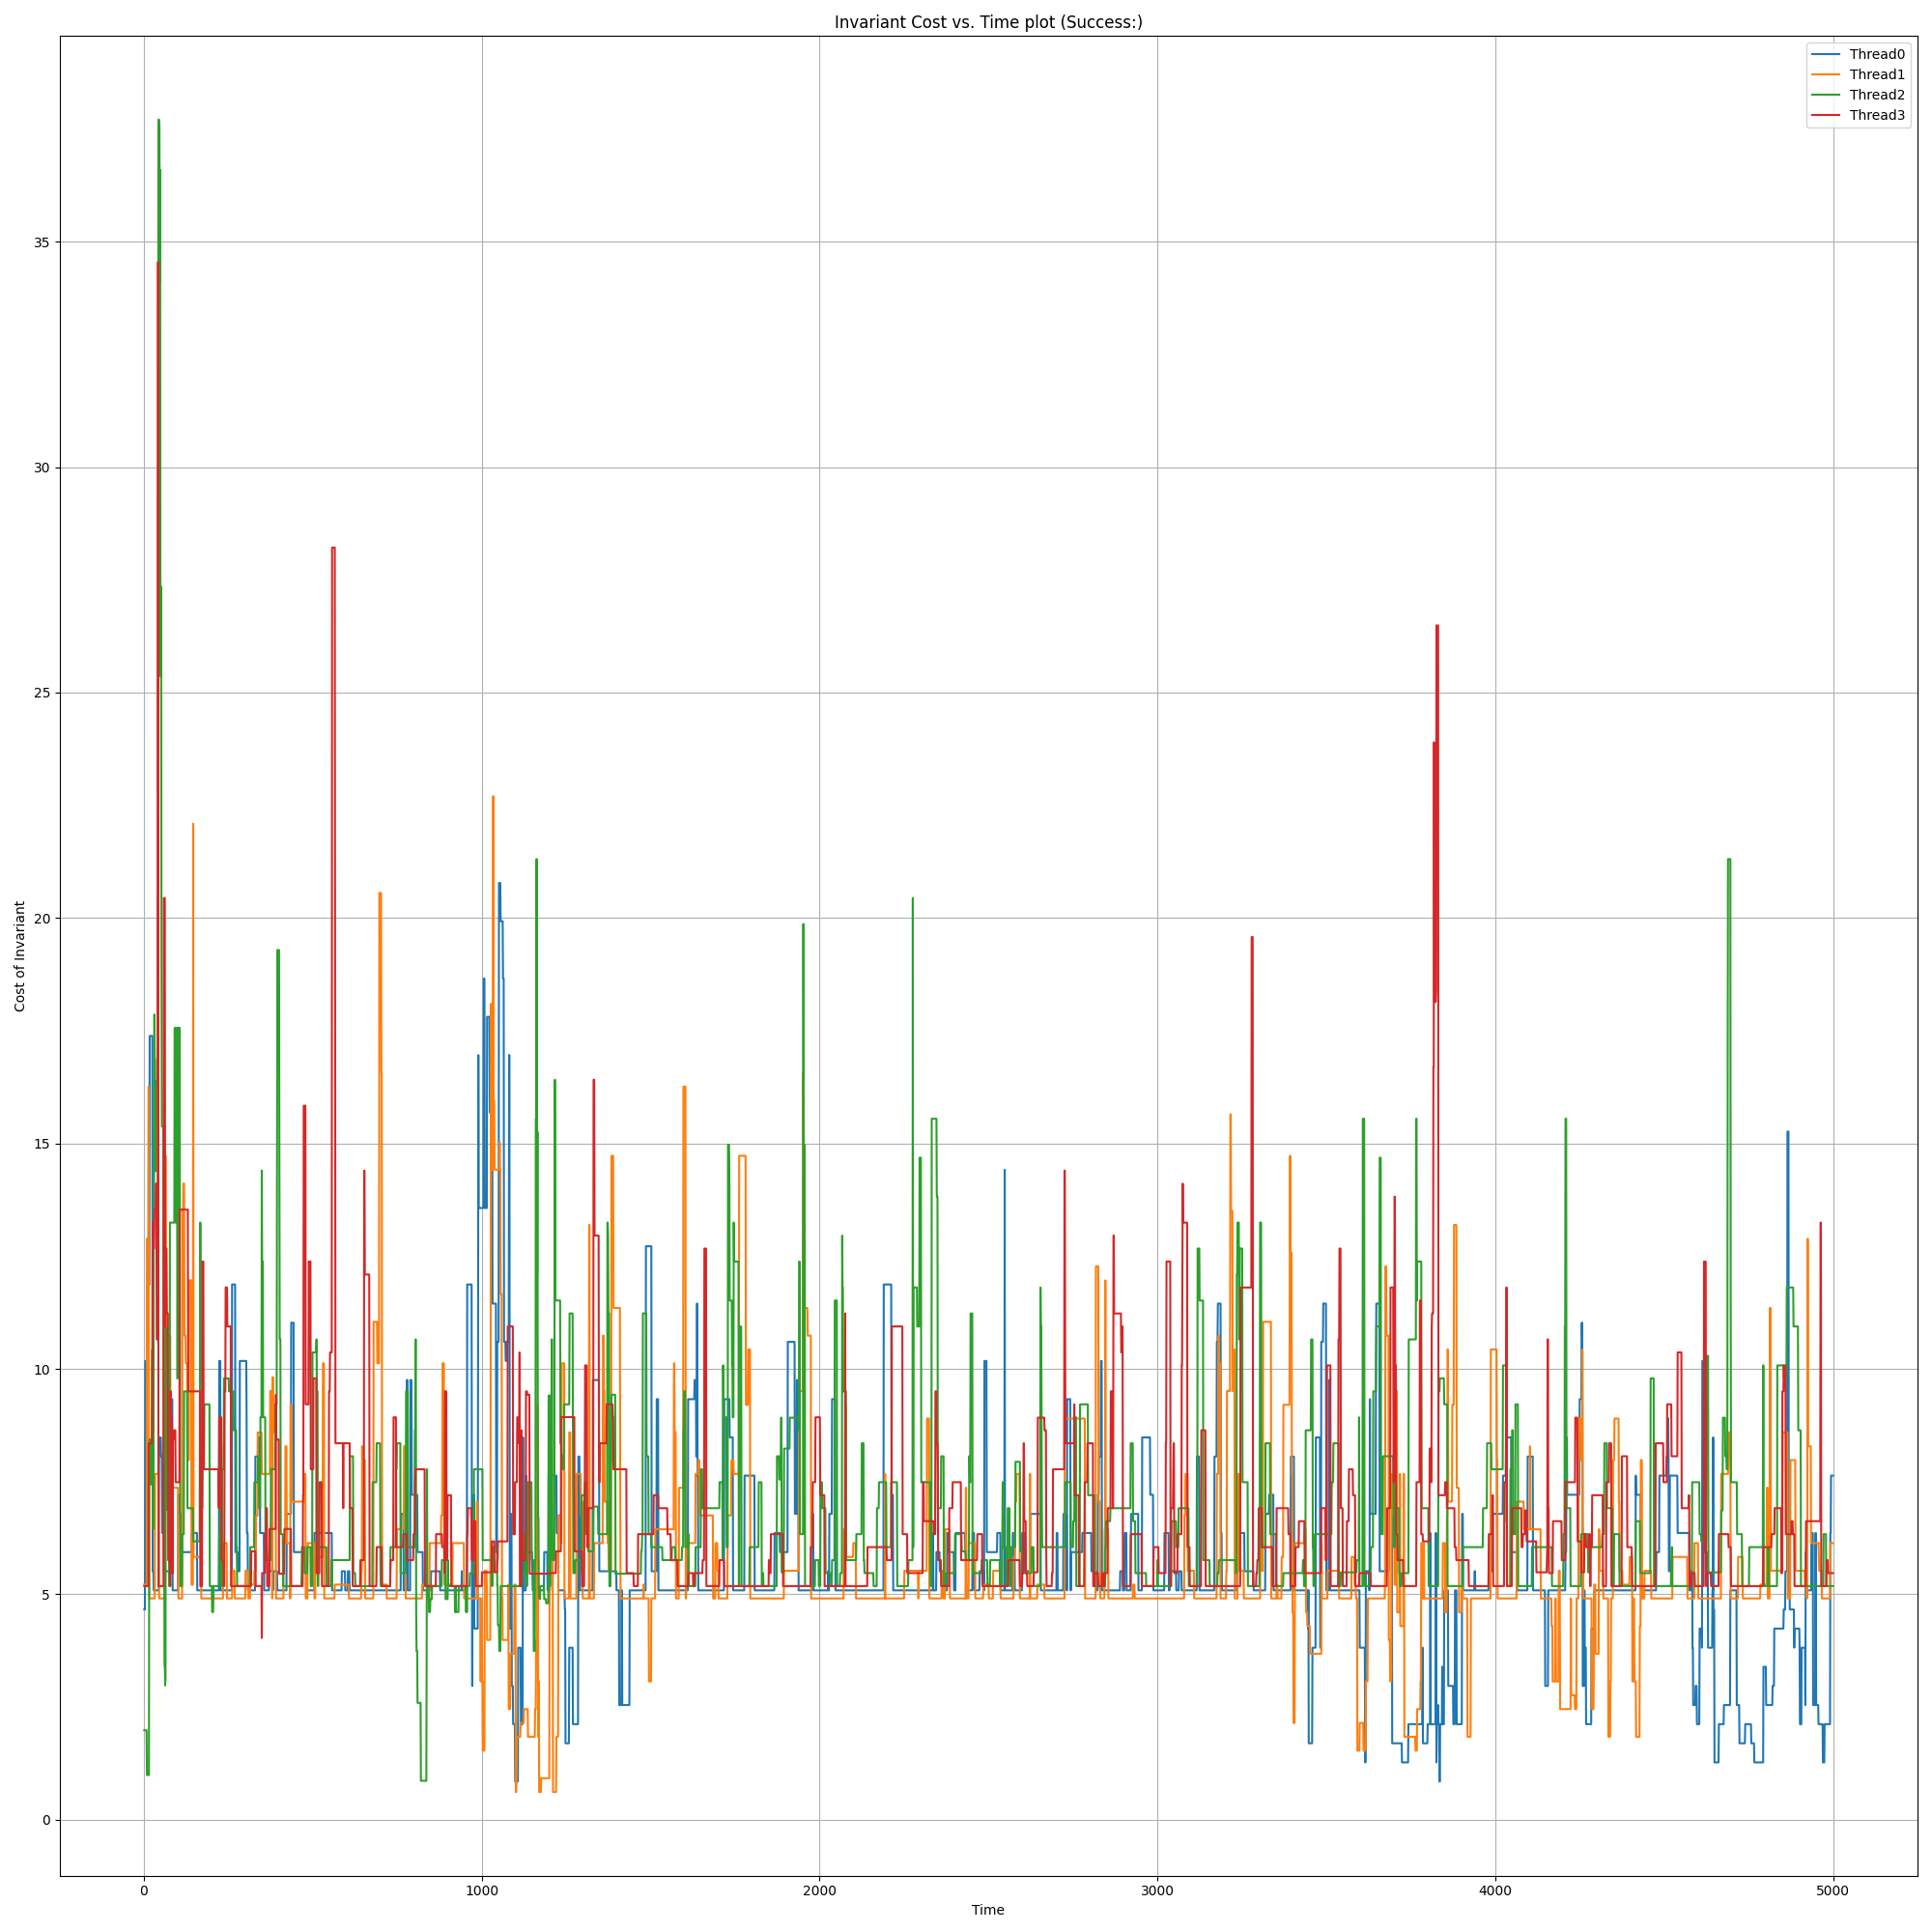 Invariant Cost vs. Time plot (Success:)
Thread0
Thread1
Thread2
Thread3
35
30
25
20
15
10
5
0
Cost of Invariant
0 1000 2000 3000 4000 5000
Time